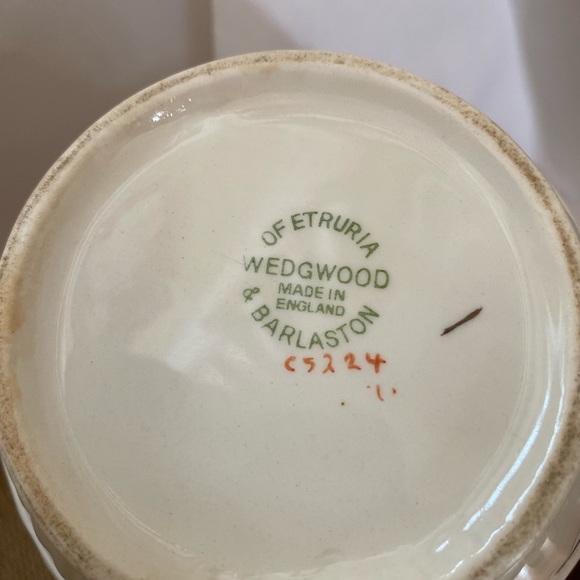 OF ETRURIA
WEDGWOOD
MADE IN
ENGLAND
& BARLASTON
C5224